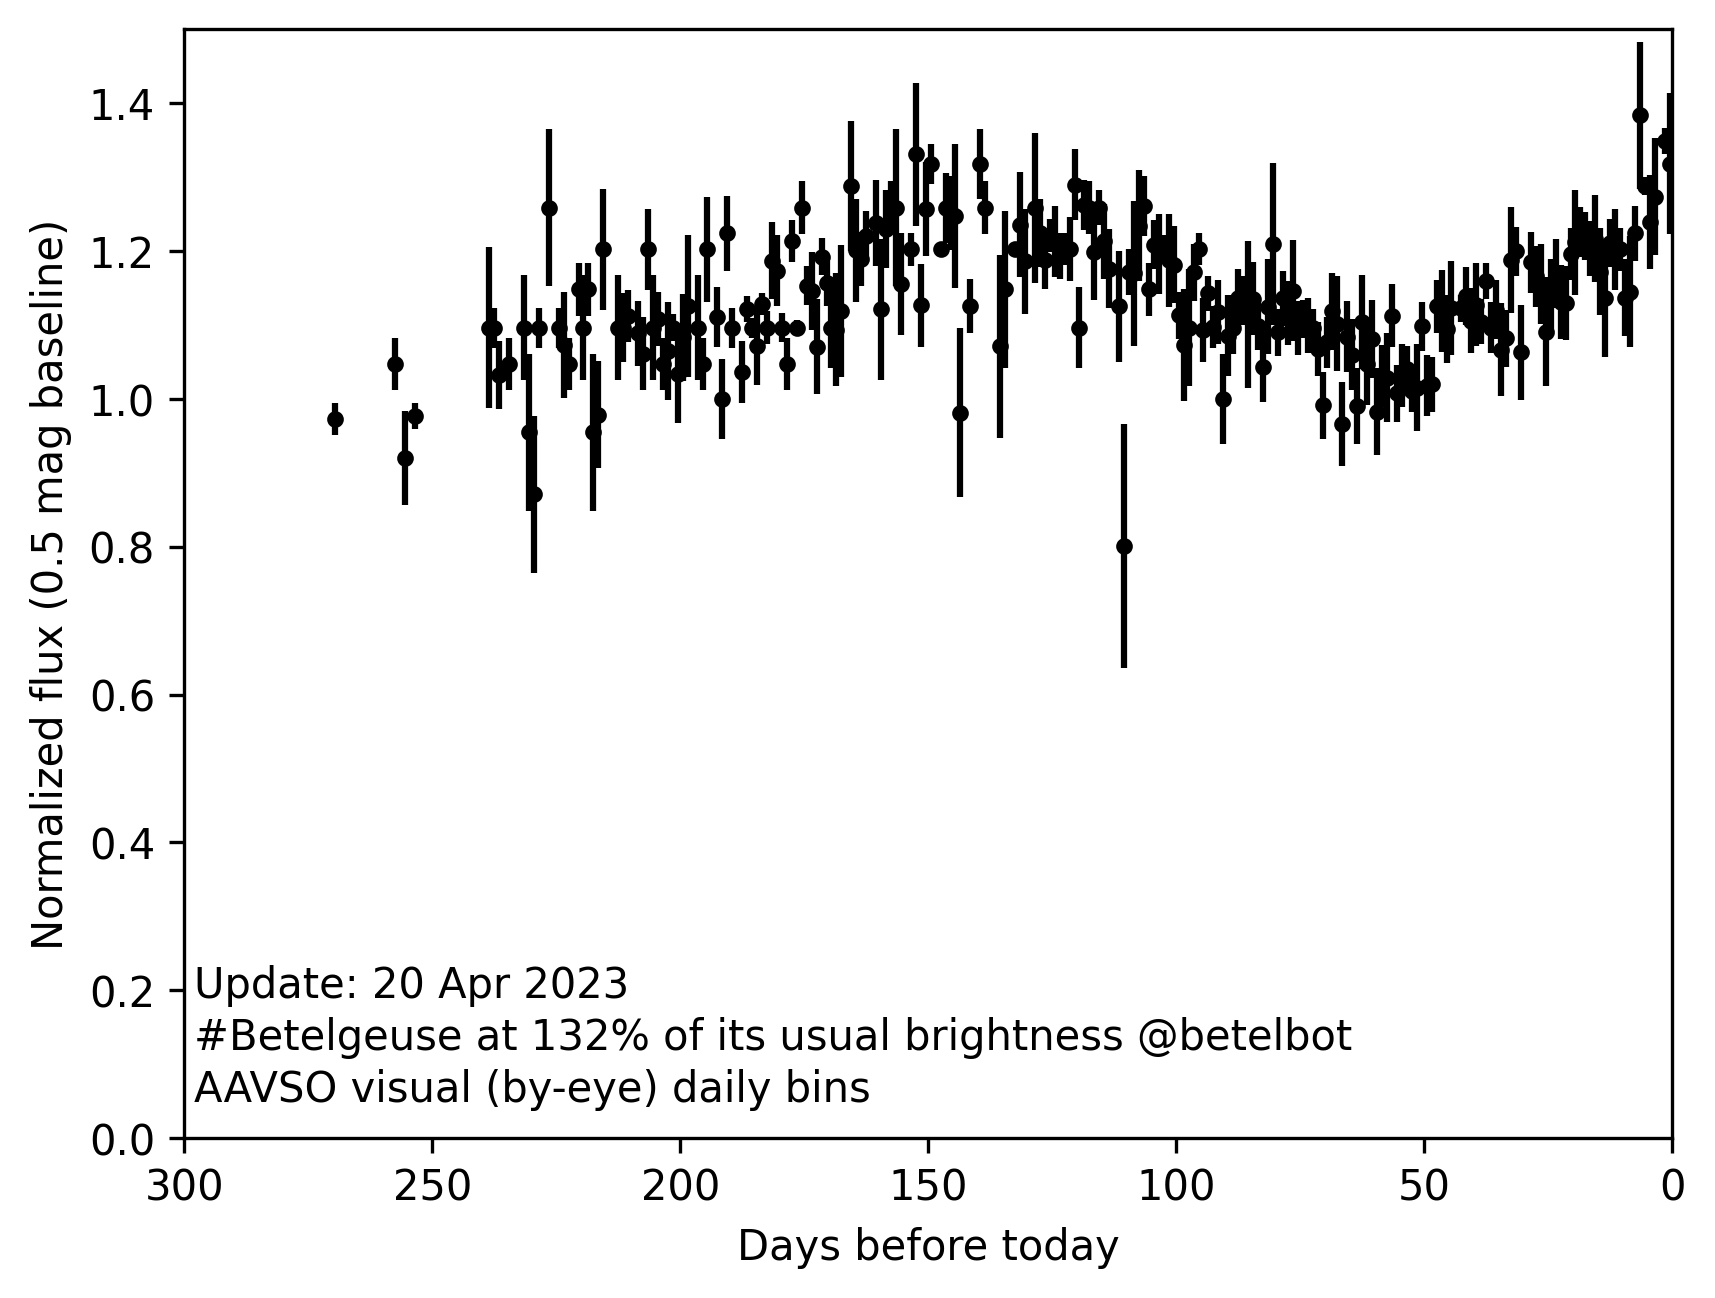 1.4
1.2
1.0
0.8
0.6
0.4
0.2
0.0
Normalized flux (0.5 mag baseline)
Update: 20 Apr 2023
#Betelgeuse at 132% of its usual brightness @betelbot
AAVSO visual (by-eye) daily bins
300 250 200 150 100 50 0
Days before today